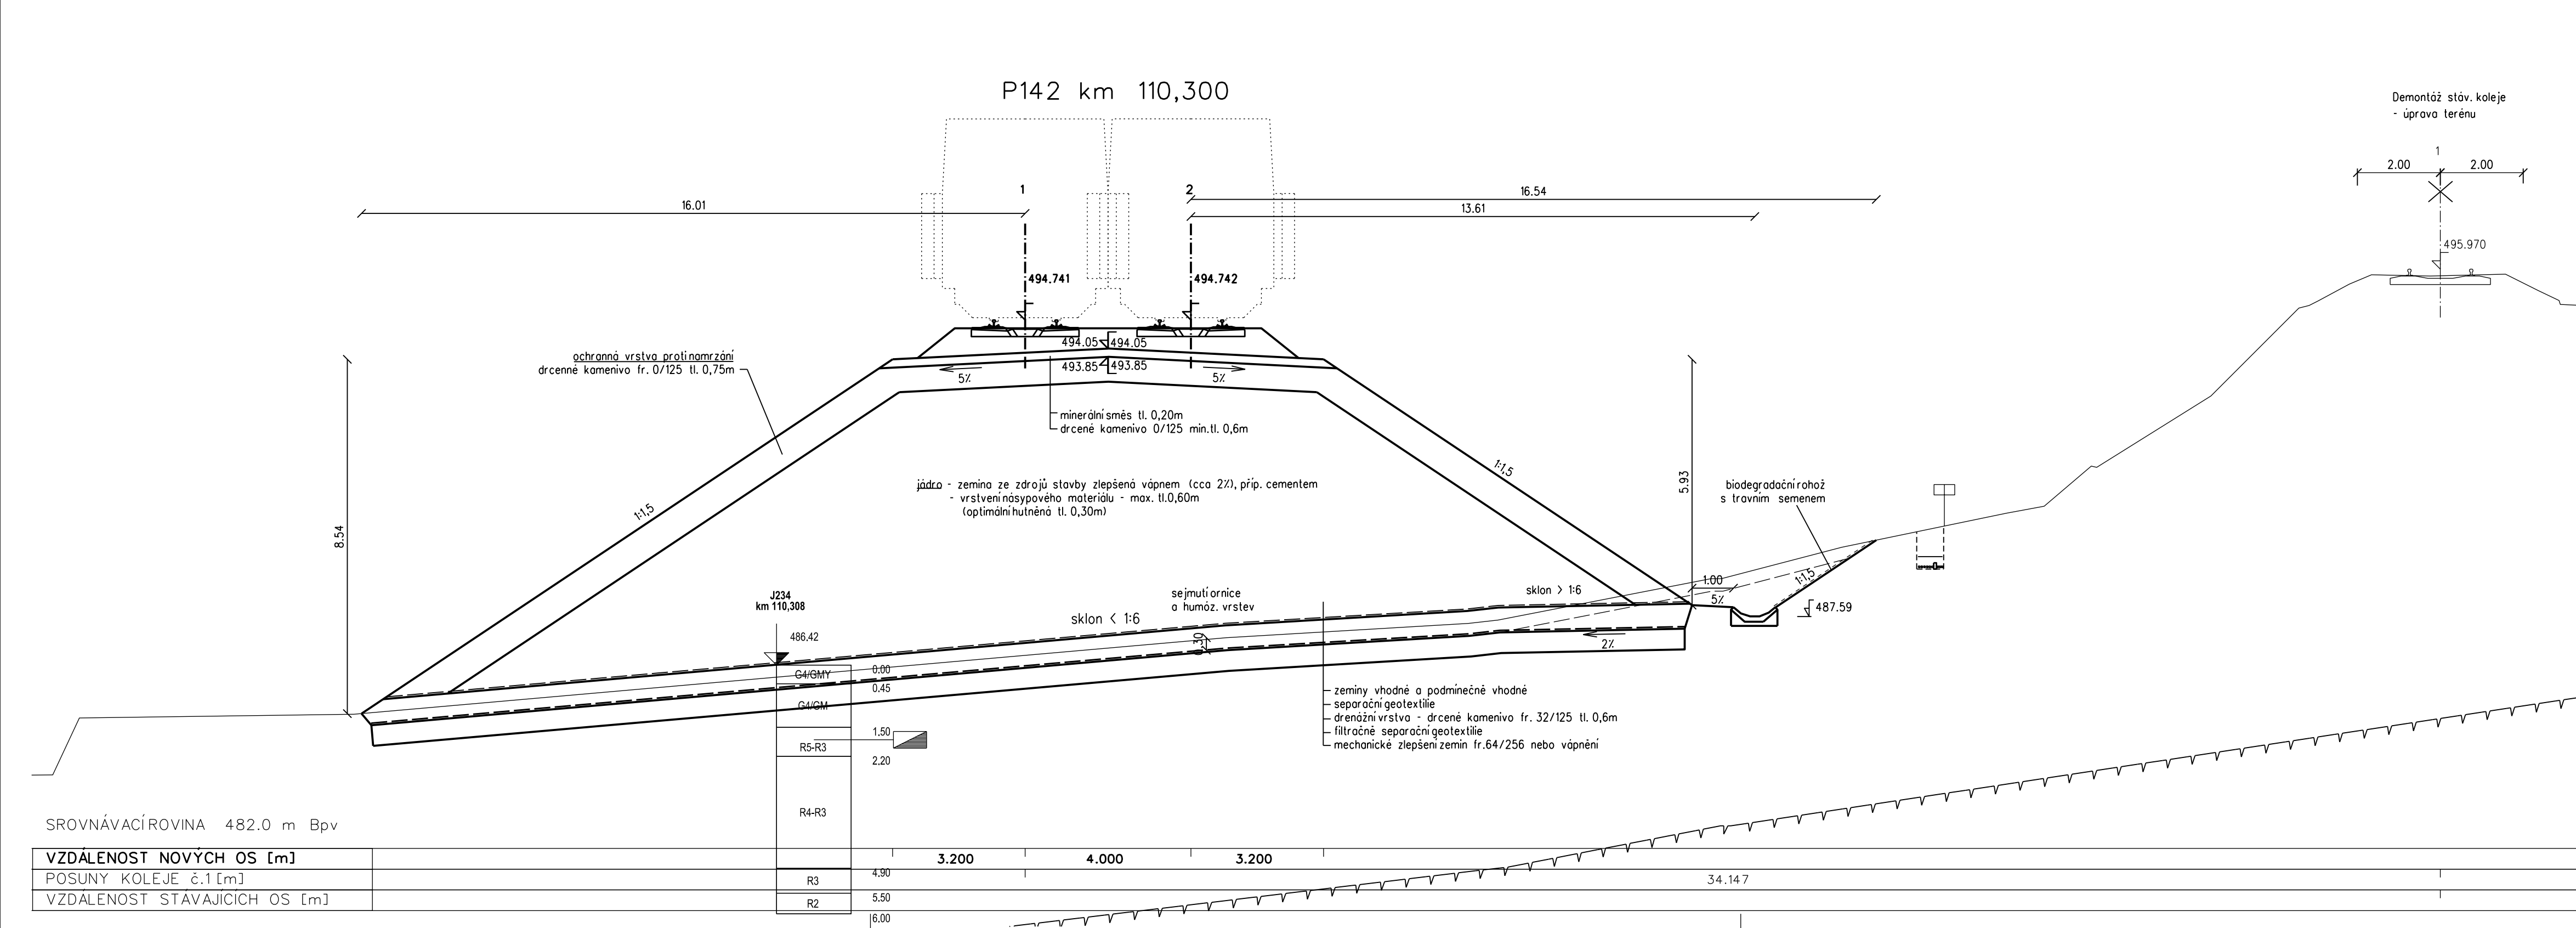 P142 km 110,300
Demontáž stáv. koleje
- úprava terénu
1
2.00
2.00
16.01
1
2
16.54
13.61
495.970
494.741
494.742
494.05
494.05
493.85
493.85
5%
5%
ochranná vrstva proti namrzání
drcenné kamenivo fr. 0/125 tl. 0,75m
minerální směs tl. 0,20m
drcené kamenivo 0/125 min.tl. 0,6m
jádro - zemina ze zdrojů stavby zlepšená vápnem (cca 2%), příp. cementem
- vrstvení násypového materiálu - max. tl.0,60m
(optimální hutněná tl. 0,30m)
1:1,5
1:1,5
8.54
5.93
biodegradační rohož
s travním semenem
1:1,5
1.00
5%
487.59
J234
km 110,308
486.42
sklon < 1:6
sejmutí ornice
a humóz. vrstev
sklon > 1:6
0.39
2%
G4/GMY
0.00
0.45
G4/GM
1.50
R5-R3
2.20
R4-R3
4.90
R3
5.50
R2
6.00
zeminy vhodné a podmínečně vhodné
separační geotextilie
drenážní vrstva - drcené kamenivo fr. 32/125 tl. 0,6m
filtračně separační geotextilie
mechanické zlepšení zemin fr.64/256 nebo vápnění
SROVNÁVACÍ ROVINA 482.0 m Bpv
VZDÁLENOST NOVÝCH OS [m]
3.200
4.000
3.200
POSUNY KOLEJE č.1 [m]
34.147
VZDÁLENOST STÁVAJÍCÍCH OS [m]